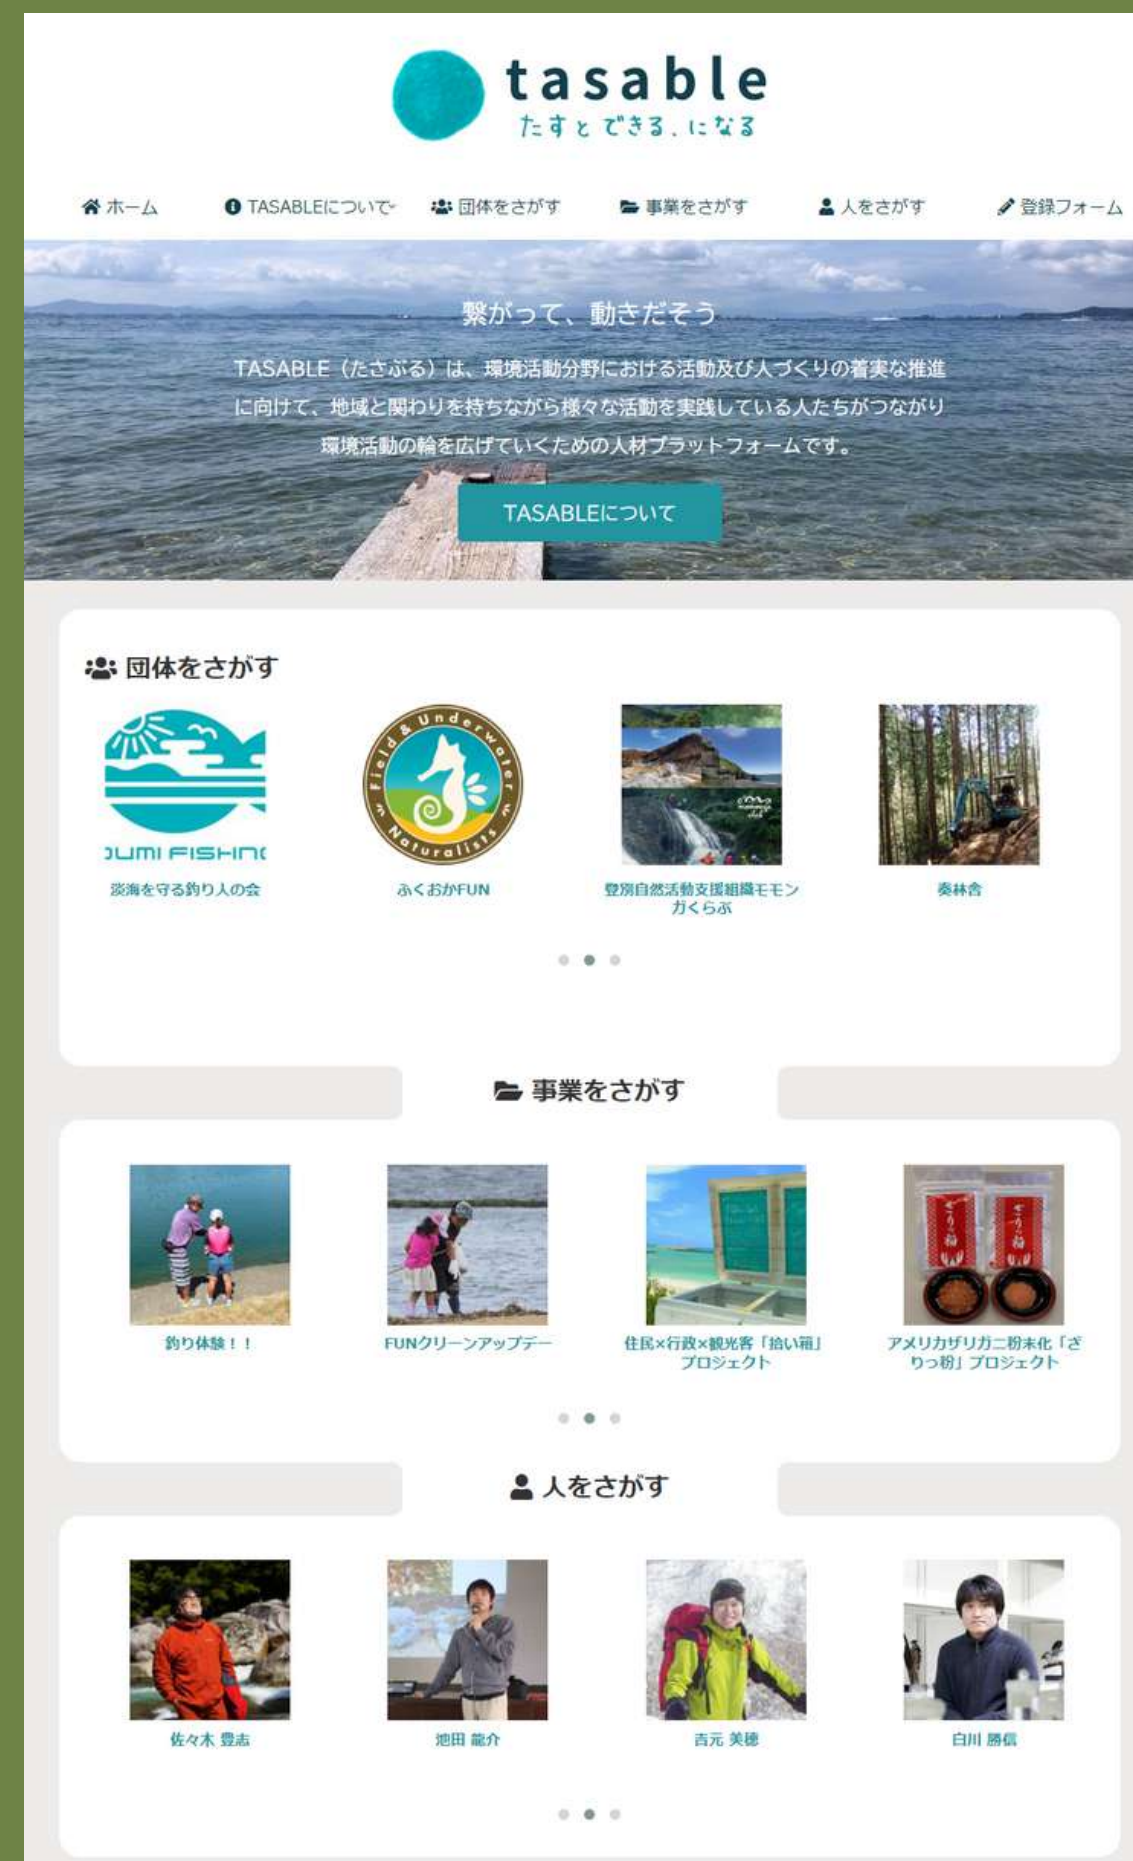 tasable
たすと できる、になる
ホーム
TASABLEについて
団体をさがす
事業をさがす
人をさがす
登録フォーム
繋がって、動きだそう
TASABLE（たさぶる）は、環境活動分野における活動及び人づくりの着実な推進
に向けて、地域と関わりを持ちながら様々な活動を実践している人たちがつながり
環境活動の輪を広げていくための人材プラットフォームです。
TASABLEについて
団体をさがす
OUMI FISHING
Field & Underwater
Naturalists
淡海を守る釣り人の会
ふくおかFUN
登別自然活動支援組織モモン
ガくらぶ
奏林舎
事業をさがす
ざりっ粉
ざりっ粉
釣り体験！！
FUNクリーンアップデー
住民×行政×観光客「拾い箱」
プロジェクト
アメリカザリガニ粉末化「ざ
りっ粉」プロジェクト
人をさがす
佐々木 豊志
池田 龍介
吉元 美穂
白川 勝信